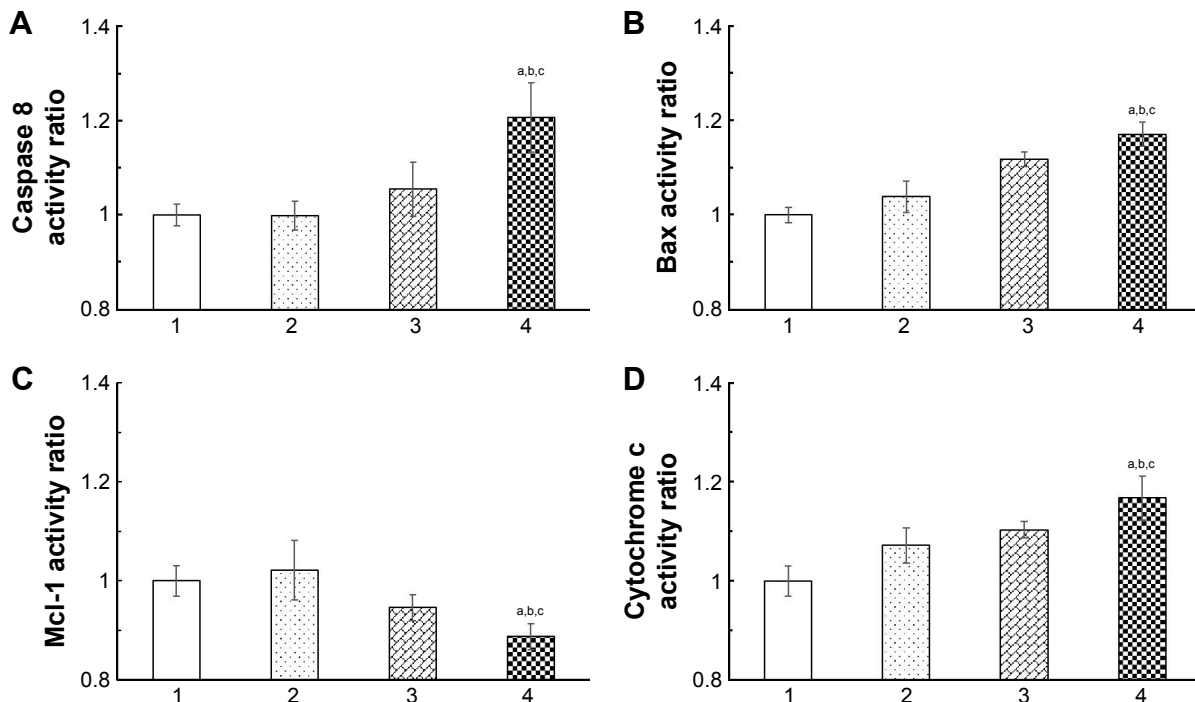 A
Caspase 8
activity ratio
1.4
1.2
1
0.8
a,b,c
1 2 3 4
B
Bax activity ratio
1.4
1.2
1
0.8
a,b,c
1 2 3 4
C
Mcl-1 activity ratio
1.4
1.2
1
0.8
a,b,c
1 2 3 4
D
Cytochrome c
activity ratio
1.4
1.2
1
0.8
a,b,c
1 2 3 4